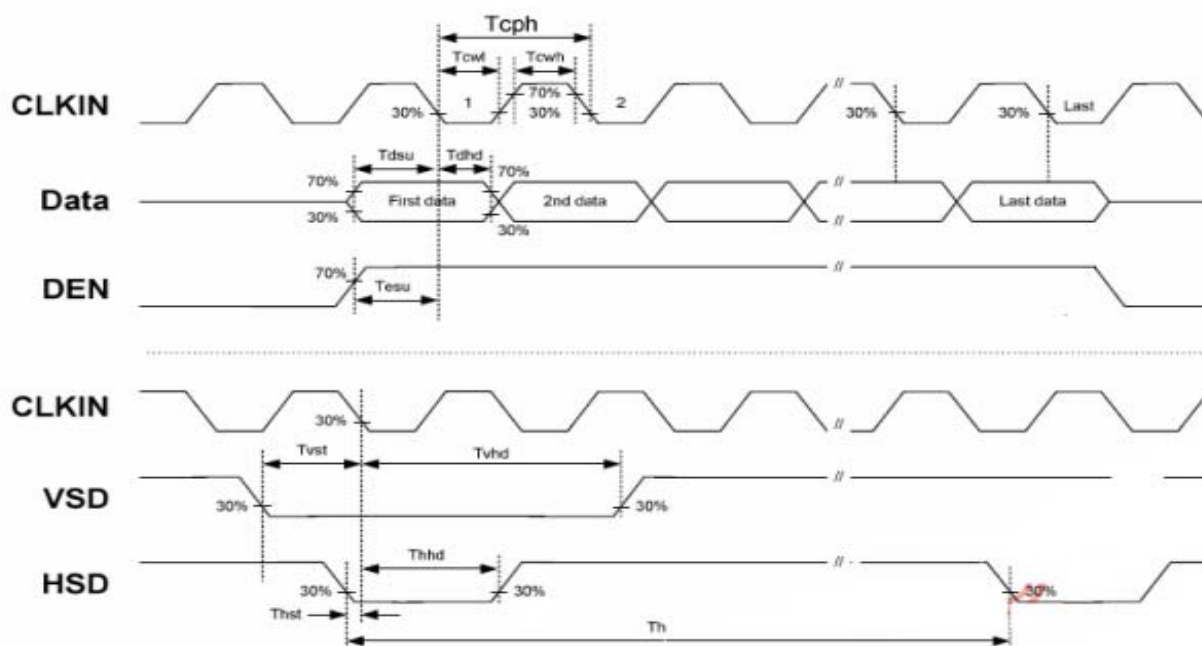 Tcph
Tcwl Tcwh
CLKIN 30% 1 70% 30% 2 // 30% 30% Last
Tdsu Tdhd
Data 70% 30% First data 70% 30% 2nd data // Last data
DEN 70% Tesu //
CLKIN 30% //
Tvst Tvhd
VSD 30% 30% //
Thhd
HSD 30% 30% // 30%
Thst
Th